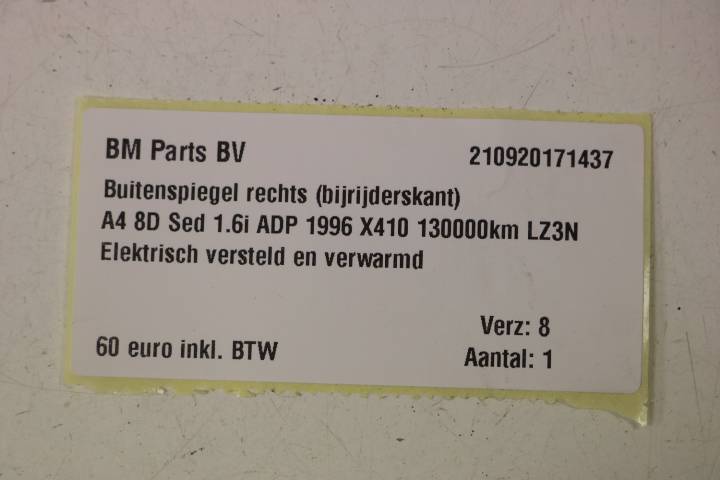 BM Parts BV 210920171437
Buitenspiegel rechts (bijrijderskant)
A4 8D Sed 1.6i ADP 1996 X410 130000km LZ3N
Elektrisch versteld en verwarmd
Verz: 8
60 euro inkl. BTW Aantal: 1